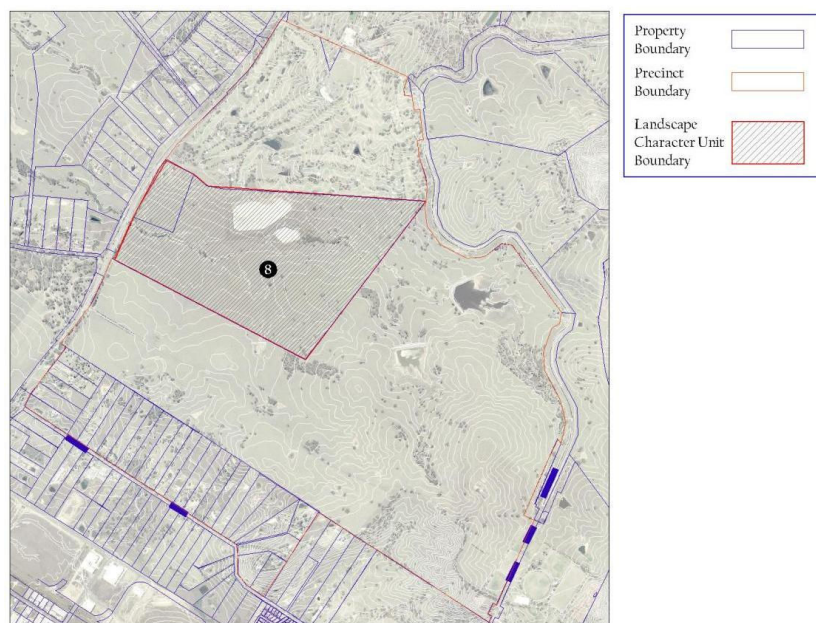 Property
Boundary
Precinct
Boundary
Landscape
Character Unit
Boundary
8